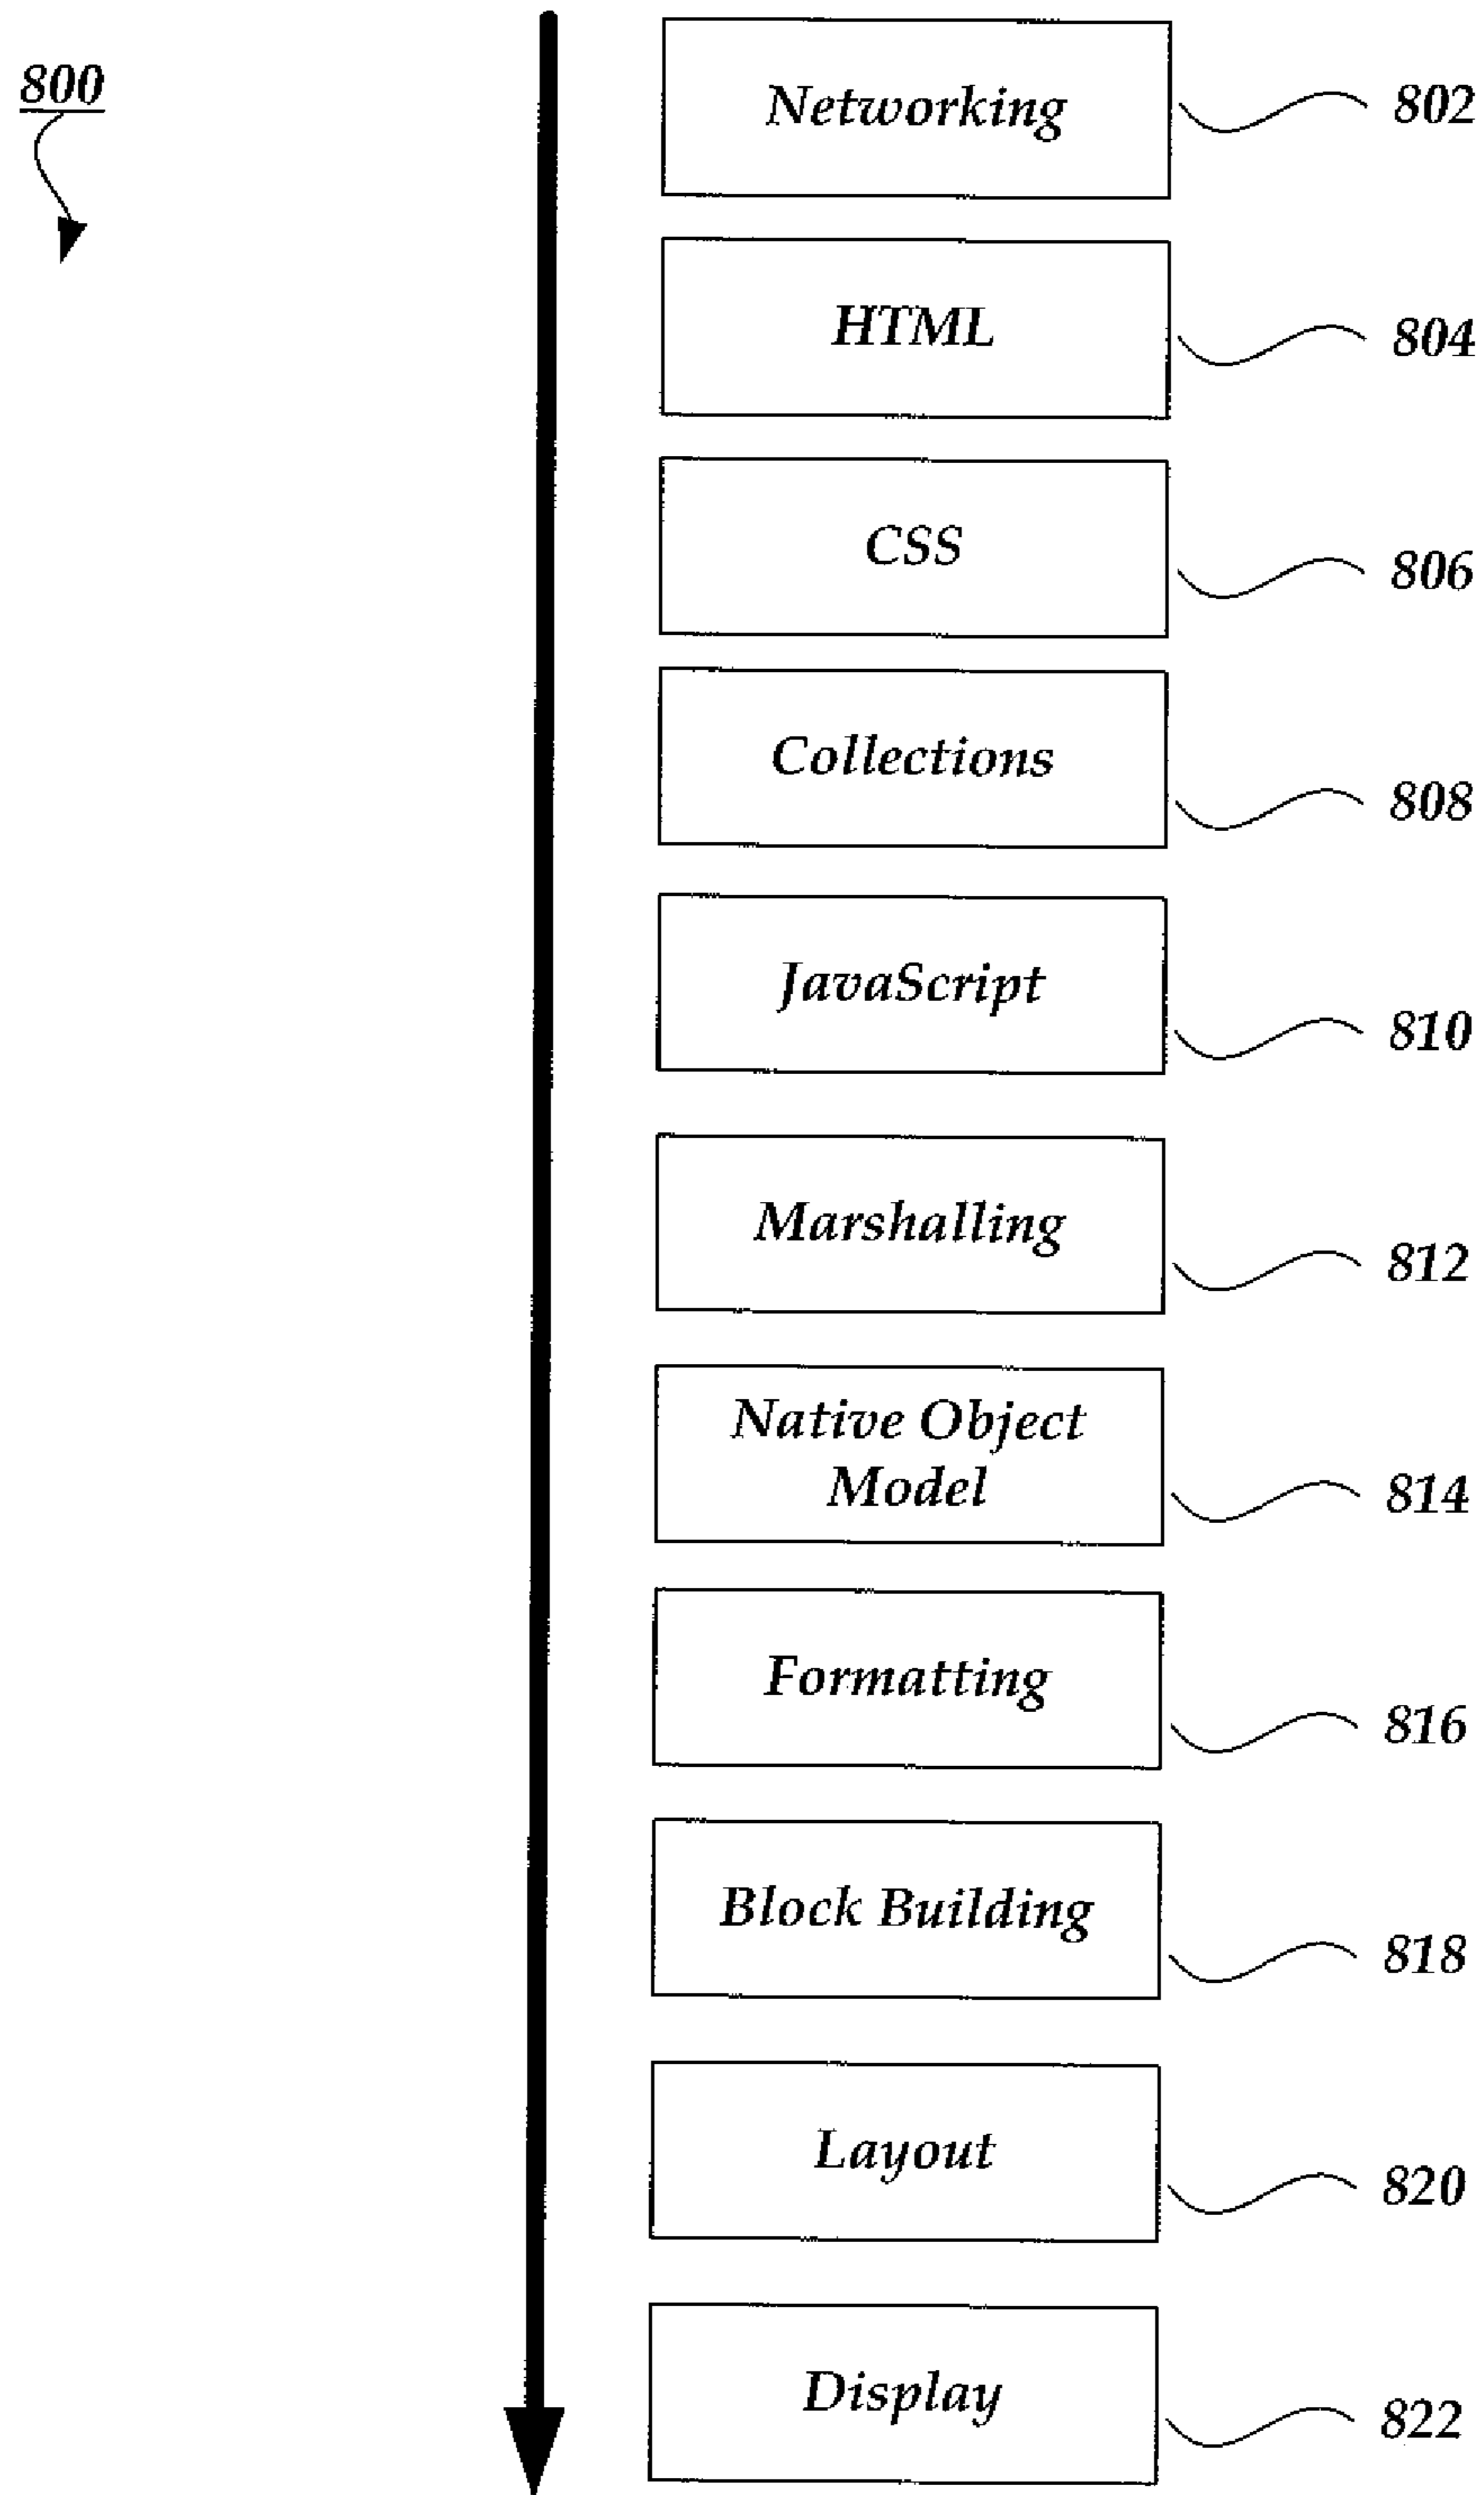 800
Networking
802
HTML
804
CSS
806
Collections
808
JavaScript
810
Marshalling
812
Native Object
Model
814
Formatting
816
Block Building
818
Layout
820
Display
822